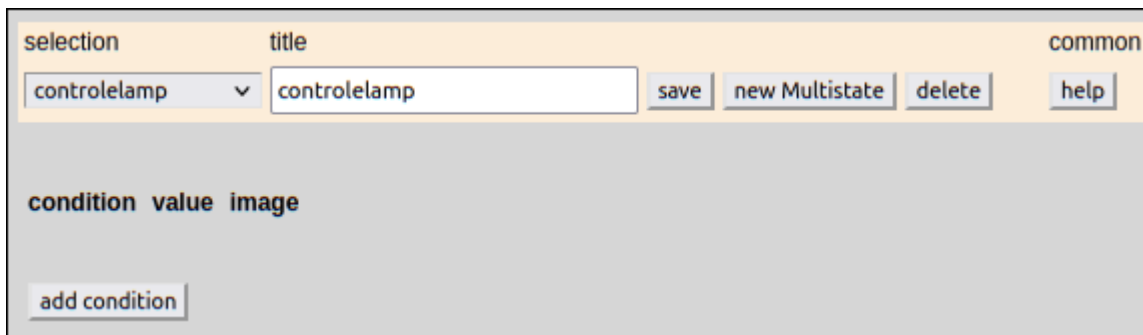 selection title common
controlelamp controlelamp save new Multistate delete help
condition value image
add condition